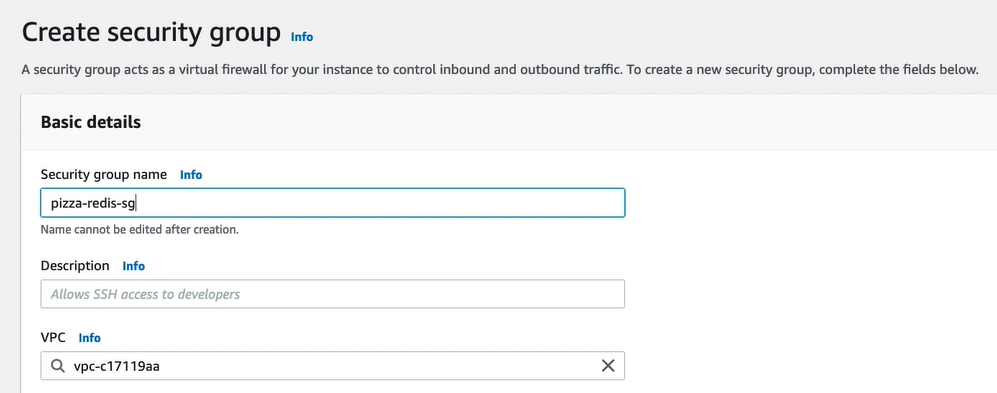 Create security group Info
A security group acts as a virtual firewall for your instance to control inbound and outbound traffic. To create a new security group, complete the fields below.
Basic details
Security group name Info
pizza-redis-sg
Name cannot be edited after creation.
Description Info
Allows SSH access to developers
VPC Info
vpc-c17119aa